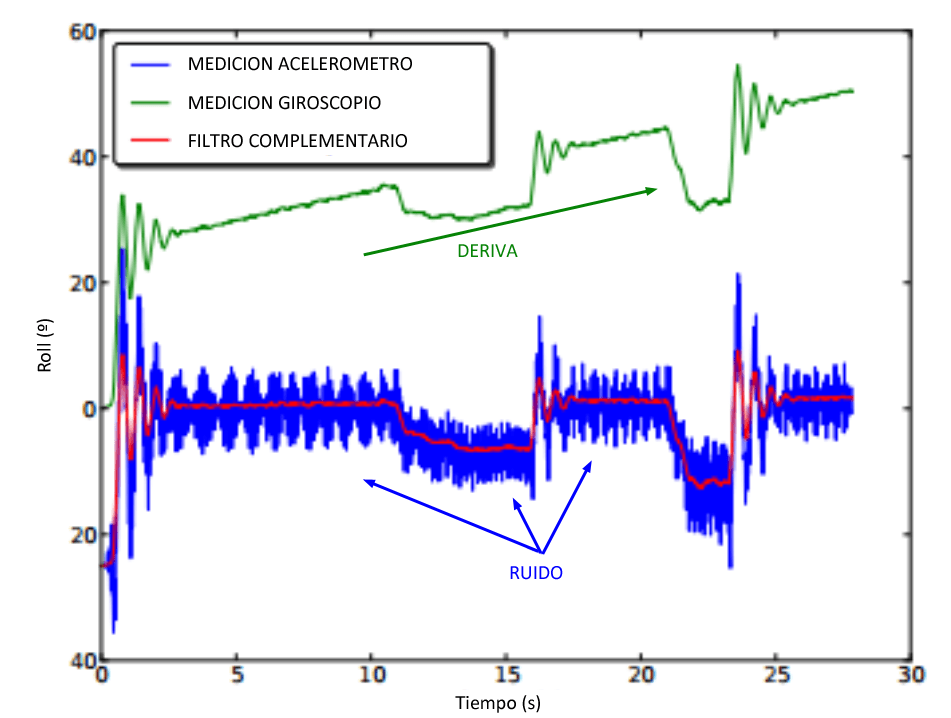 60
MEDICION ACELEROMETRO
MEDICION GIROSCOPIO
FILTRO COMPLEMENTARIO
40
DERIVA
20
Roll (º)
0
20
RUIDO
40
0 5 10 15 20 25 30
Tiempo (s)